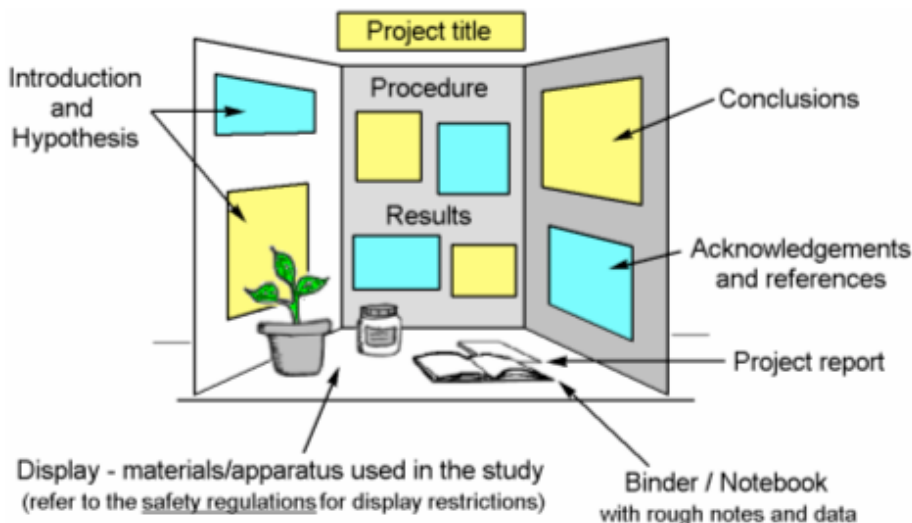 Project title
Introduction
and
Hypothesis
Procedure
Results
Conclusions
Acknowledgements
and references
Project report
Display - materials/apparatus used in the study
(refer to the safety regulations for display restrictions)
Binder / Notebook
with rough notes and data